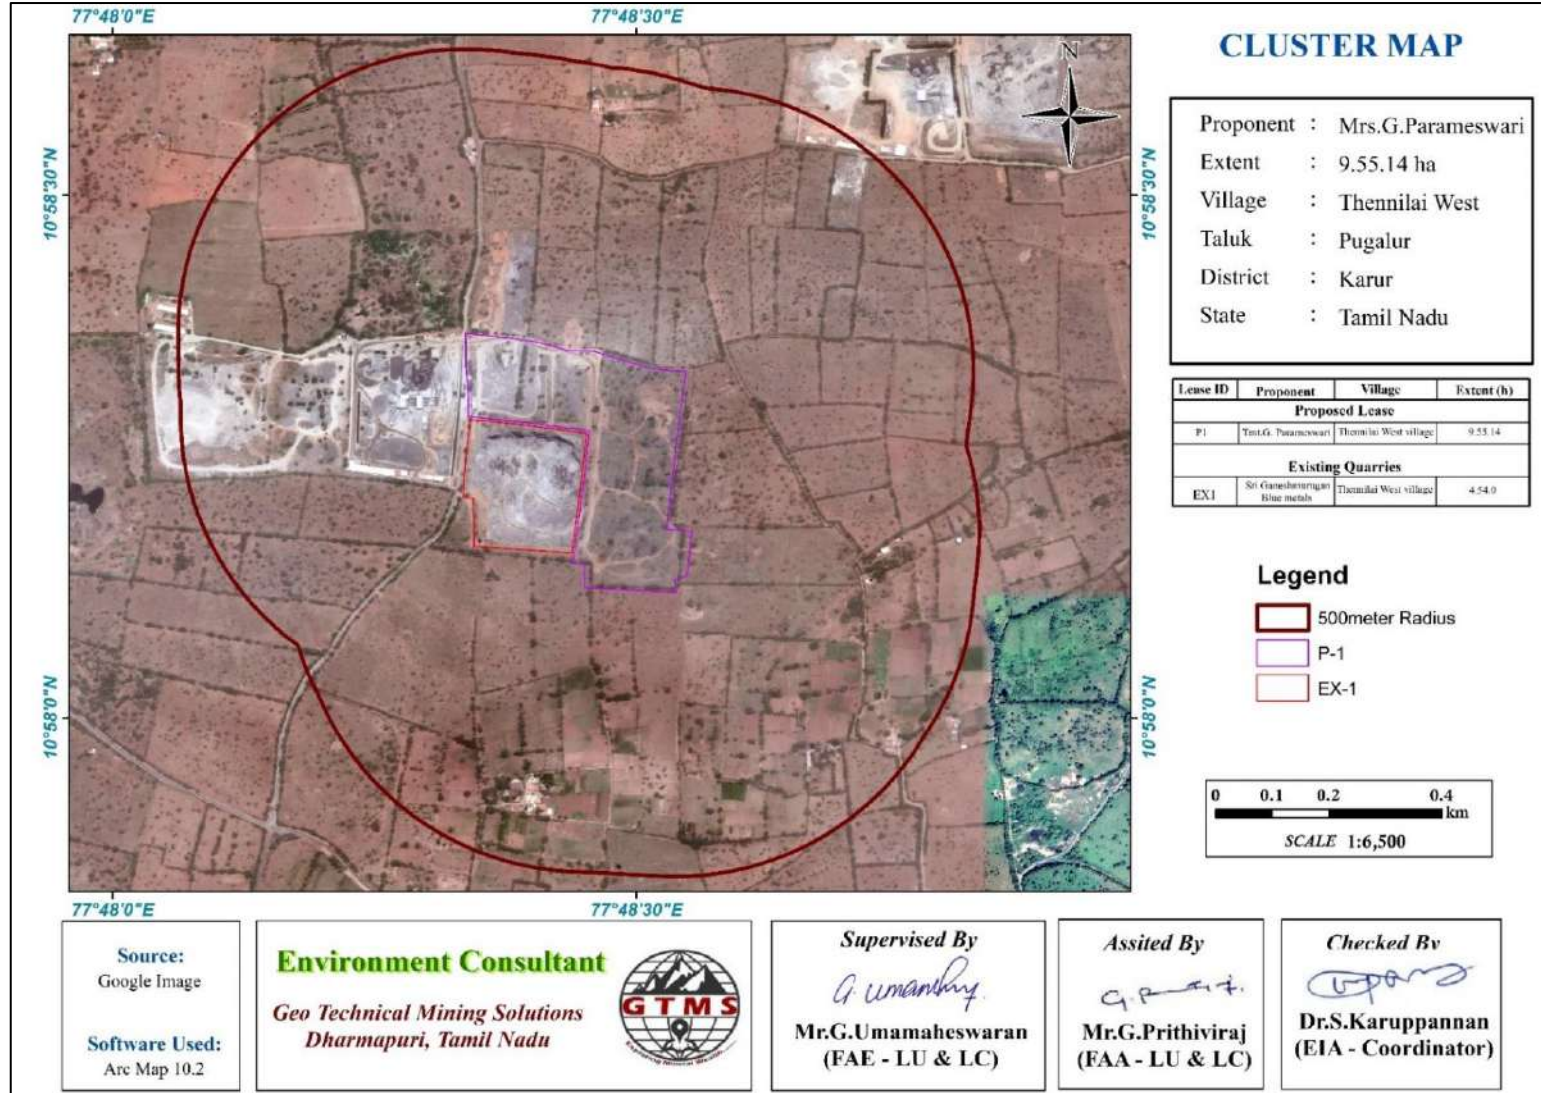 77°48'0"E 77°48'30"E
CLUSTER MAP
N
Proponent : Mrs.G.Parameswari
Extent : 9.55.14 ha
Village : Thennilai West
Taluk : Pugalur
District : Karur
State : Tamil Nadu
10°58'30"N 10°58'30"N
Lease ID Proponent Village Extent (h)
Proposed Lease
P1 Tmt.G. Parameswari Thennilai West village 9.55.14
Existing Quarries
EX1 Sri Ganeshmurugan Blue metals Thennilai West village 4.54.0
Legend
500meter Radius
P-1
EX-1
10°58'0"N 10°58'0"N
0 0.1 0.2 0.4
km
SCALE 1:6,500
77°48'0"E 77°48'30"E
Source:
Google Image
Software Used:
Arc Map 10.2
Environment Consultant
Geo Technical Mining Solutions
Dharmapuri, Tamil Nadu
GTMS
Supervised By
G. Umamhny.
Mr.G.Umamaheswaran
(FAE - LU & LC)
Assited By
Mr.G.Prithiviraj
(FAA - LU & LC)
Checked By
Dr.S.Karuppannan
(EIA - Coordinator)